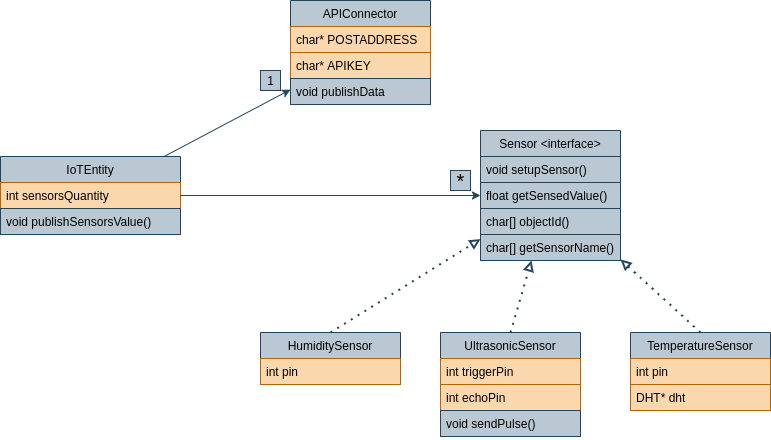 APIConnector
char* POSTADDRESS
char* APIKEY
void publishData
1
IoTEntity
int sensorsQuantity
void publishSensorsValue()
*
Sensor <interface>
void setupSensor()
float getSensedValue()
char[] objectId()
char[] getSensorName()
HumiditySensor
int pin
UltrasonicSensor
int triggerPin
int echoPin
void sendPulse()
TemperatureSensor
int pin
DHT* dht